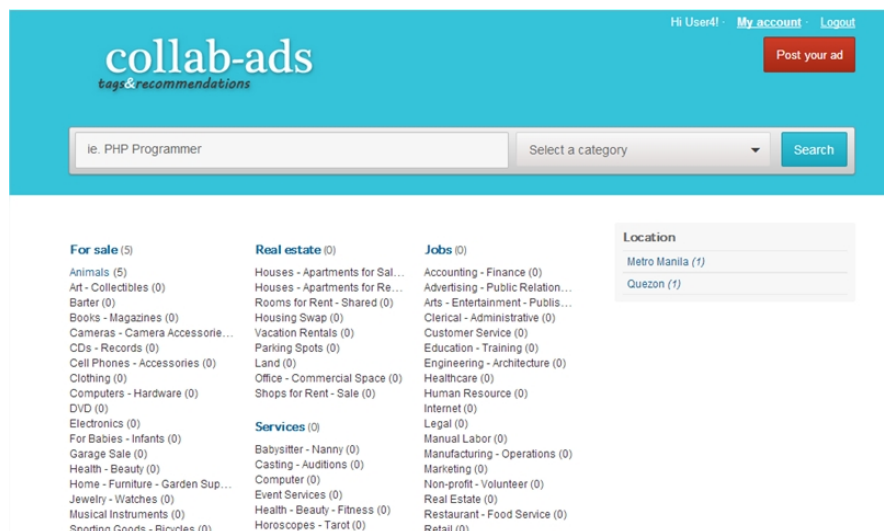 Hi User4! · My account · Logout
collab-ads
tags&recommendations
Post your ad
ie. PHP Programmer
Select a category
Search
For sale (5)
Animals (5)
Art - Collectibles (0)
Barter (0)
Books - Magazines (0)
Cameras - Camera Accessorie...
CDs - Records (0)
Cell Phones - Accessories (0)
Clothing (0)
Computers - Hardware (0)
DVD (0)
Electronics (0)
For Babies - Infants (0)
Garage Sale (0)
Health - Beauty (0)
Home - Furniture - Garden Sup...
Jewelry - Watches (0)
Musical Instruments (0)
Sporting Goods - Bicycles (0)
Real estate (0)
Houses - Apartments for Sal...
Houses - Apartments for Re...
Rooms for Rent - Shared (0)
Housing Swap (0)
Vacation Rentals (0)
Parking Spots (0)
Land (0)
Office - Commercial Space (0)
Shops for Rent - Sale (0)
Services (0)
Babysitter - Nanny (0)
Casting - Auditions (0)
Computer (0)
Event Services (0)
Health - Beauty - Fitness (0)
Horoscopes - Tarot (0)
Jobs (0)
Accounting - Finance (0)
Advertising - Public Relation...
Arts - Entertainment - Publis...
Clerical - Administrative (0)
Customer Service (0)
Education - Training (0)
Engineering - Architecture (0)
Healthcare (0)
Human Resource (0)
Internet (0)
Legal (0)
Manual Labor (0)
Manufacturing - Operations (0)
Marketing (0)
Non-profit - Volunteer (0)
Real Estate (0)
Restaurant - Food Service (0)
Retail (0)
Location
Metro Manila (1)
Quezon (1)